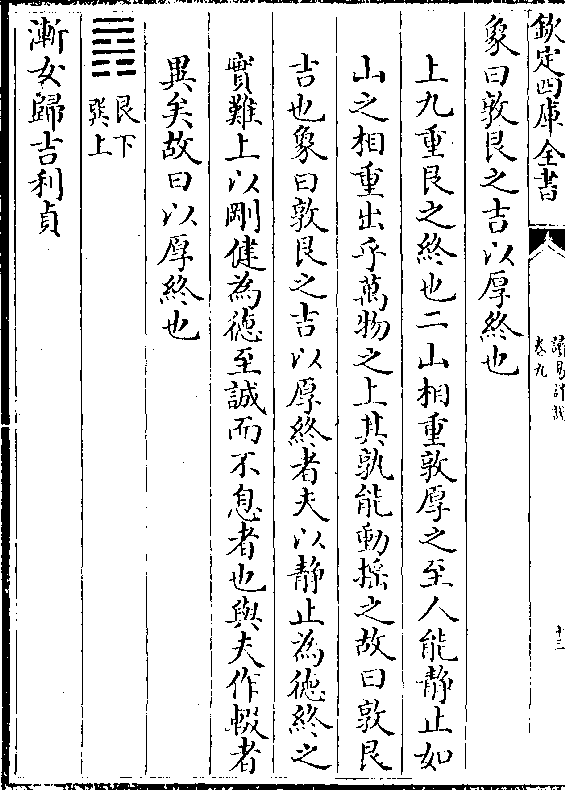 欽定四庫全書
讀易詳説
卷九
十三
象曰敦艮之吉以厚終也
上九重艮之終也二山相重敦厚之至人能静止如
山之相重出乎萬物之上其孰能動揺之故曰敦艮
吉也象曰敦艮之吉以厚終者夫以静止為徳終之
實難上以剛健為徳至誠而不息者也與夫作輟者
異矣故曰以厚終也
艮下
巽上
漸女歸吉利貞